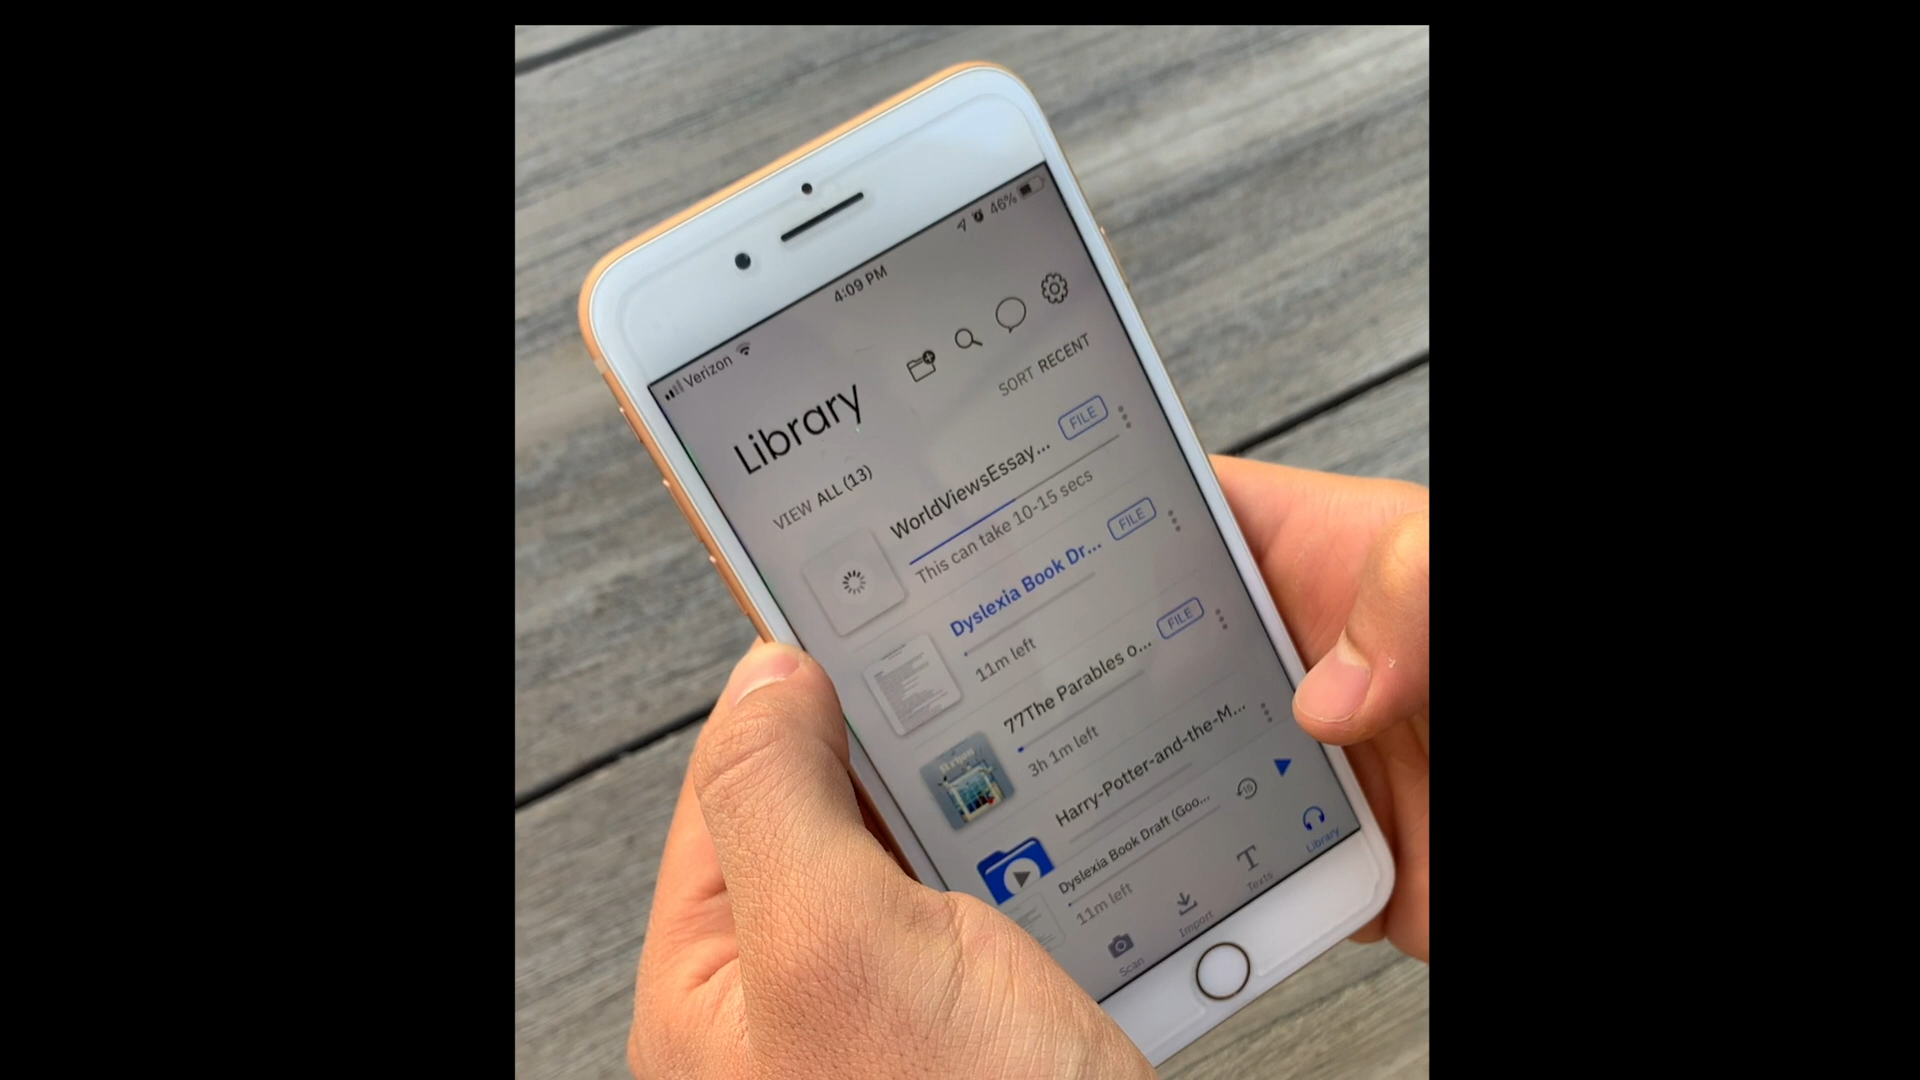 Verizon
4:09 PM
46%
Library
SORT RECENT
VIEW ALL (13)
WorldViewsEssay...
FILE
This can take 10-15 secs
Dyslexia Book Dr...
FILE
11m left
77The Parables o...
FILE
3h 1m left
Harry-Potter-and-the-M...
Dyslexia Book Draft (Goo...
15
11m left
Scan
Import
Texts
Library